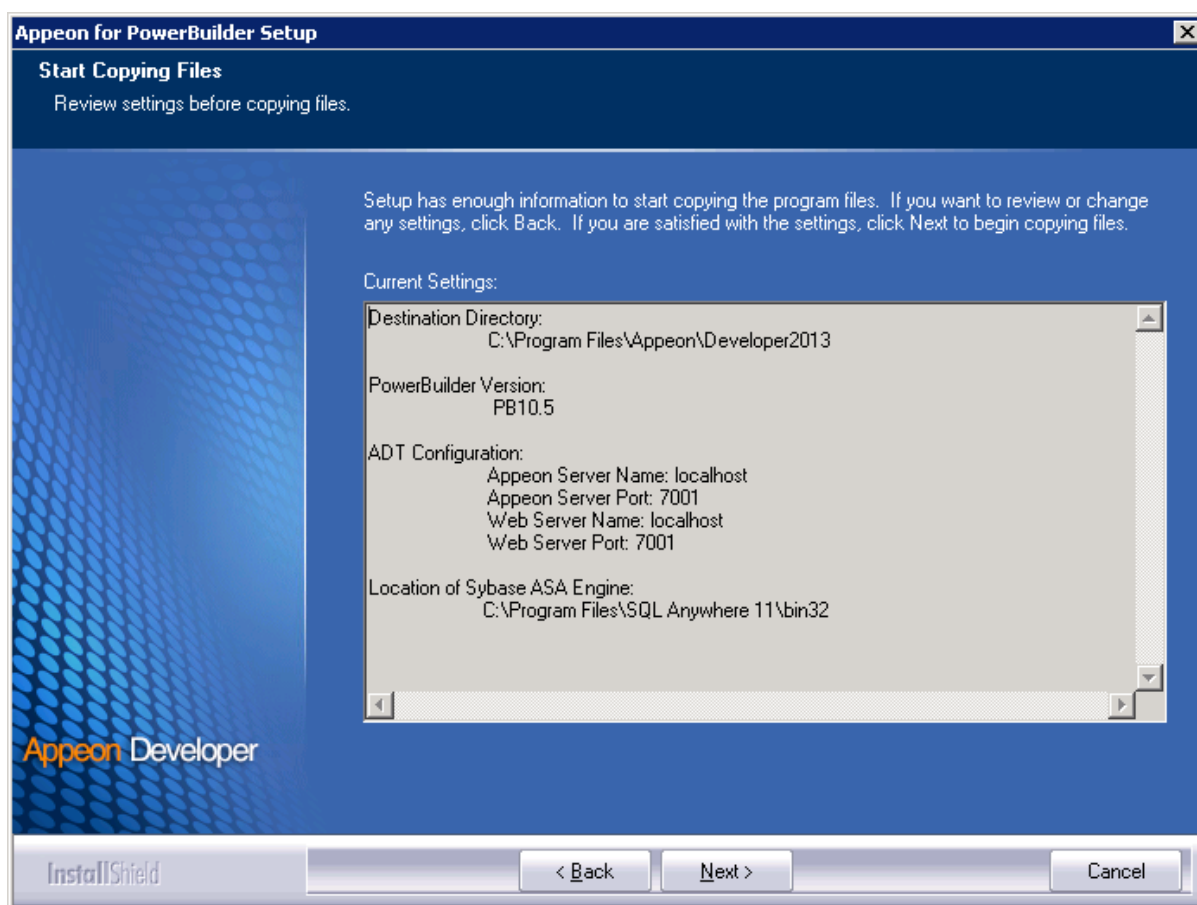 Appeon for PowerBuilder Setup
Start Copying Files
Review settings before copying files.
Setup has enough information to start copying the program files. If you want to review or change
any settings, click Back. If you are satisfied with the settings, click Next to begin copying files.
Current Settings:
Destination Directory:
C:\Program Files\Appeon\Developer2013
PowerBuilder Version:
PB10.5
ADT Configuration:
Appeon Server Name: localhost
Appeon Server Port: 7001
Web Server Name: localhost
Web Server Port: 7001
Location of Sybase ASA Engine:
C:\Program Files\SQL Anywhere 11\bin32
Appeon Developer
InstallShield
< Back
Next >
Cancel